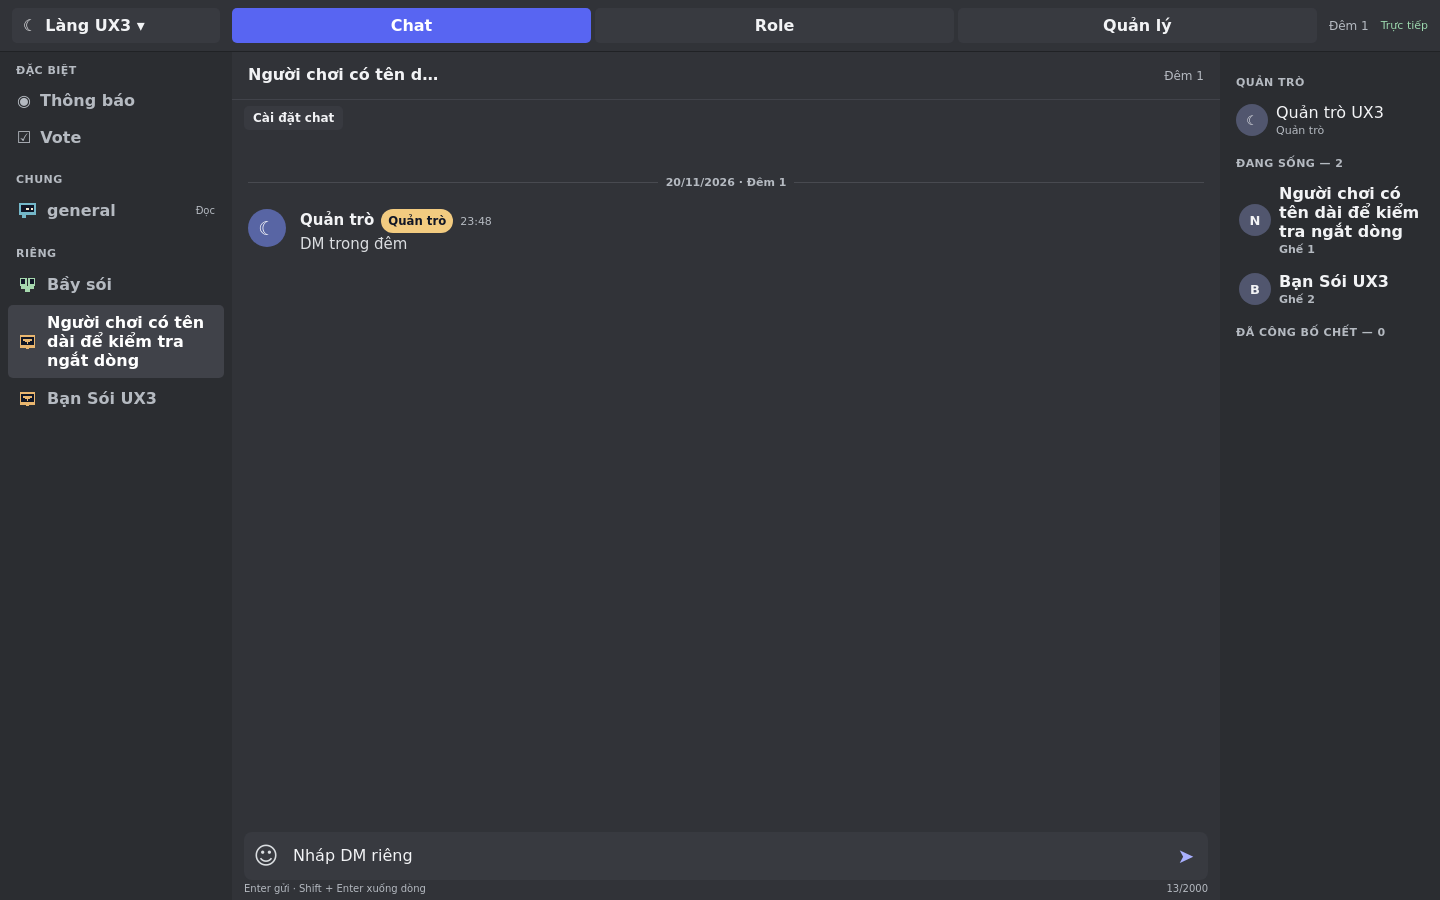 ☾ Làng UX3 ▾
Chat
Role
Quản lý
Đêm 1
Trực tiếp
ĐẶC BIỆT
◉ Thông báo
☑ Vote
CHUNG
general
Đọc
RIÊNG
Bầy sói
Người chơi có tên
dài để kiểm tra
ngắt dòng
Bạn Sói UX3
Người chơi có tên d…
Đêm 1
Cài đặt chat
20/11/2026 · Đêm 1
Quản trò Quản trò 23:48
DM trong đêm
Nháp DM riêng
Enter gửi · Shift + Enter xuống dòng
13/2000
QUẢN TRÒ
Quản trò UX3
Quản trò
ĐANG SỐNG — 2
N
Người chơi có
tên dài để kiểm
tra ngắt dòng
Ghế 1
B
Bạn Sói UX3
Ghế 2
ĐÃ CÔNG BỐ CHẾT — 0